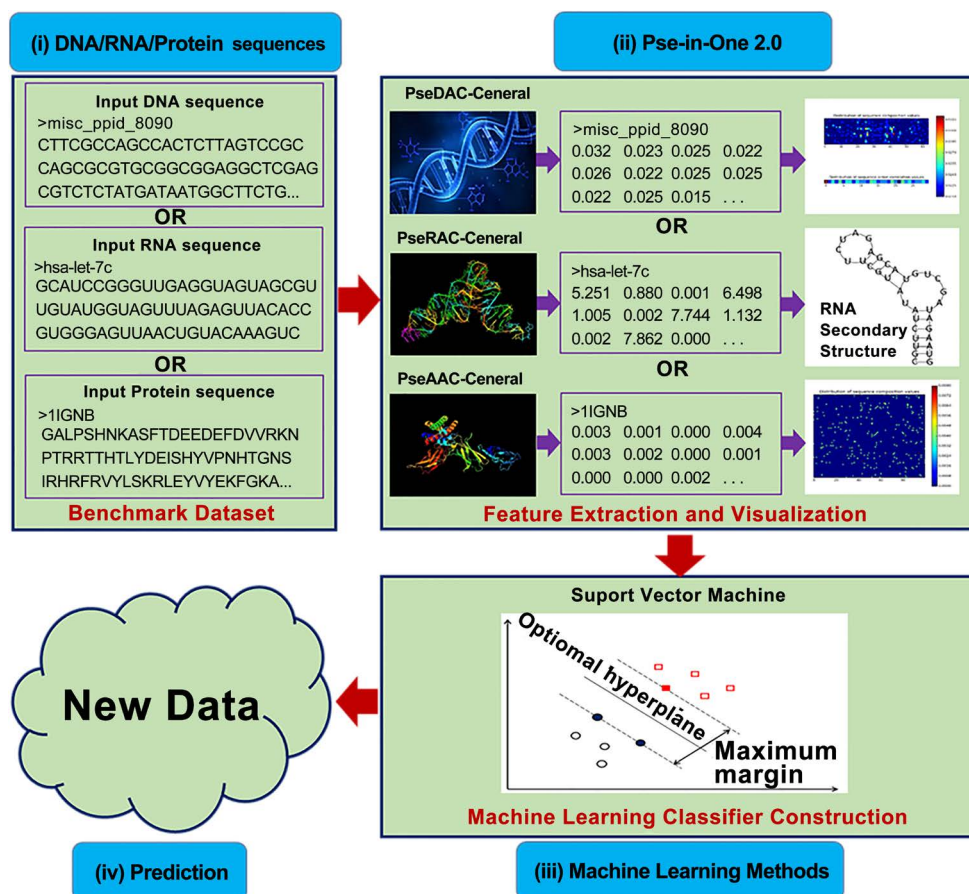 (i) DNA/RNA/Protein sequences
Input DNA sequence
>misc_ppid_8090
CTTCGCCAGCCACTCTTAGTCCGC
CAGCGCGTGCGGCGGAGGCTCGAG
CGTCTCTATGATAATGGCTTCTG...
OR
Input RNA sequence
>hsa-let-7c
GCAUCCGGGUUGAGGUAGUAGCGU
UGUAUGGUAGUUUAGAGUUACACC
GUGGGAGUUAACUGUACAAAGUC
OR
Input Protein sequence
>1IGNB
GALPSHNKASFTDEEDEFDVVRKN
PTRRTTHTLYDEISHYVPNHTGNS
IRHRFRVYLSKRLEYVYEKFGKA...
Benchmark Dataset
(ii) Pse-in-One 2.0
PseDAC-Ceneral
>misc_ppid_8090
0.032 0.023 0.025 0.022
0.026 0.022 0.025 0.025
0.022 0.025 0.015 . . .
OR
PseRAC-Ceneral
>hsa-let-7c
5.251 0.880 0.001 6.498
1.005 0.002 7.744 1.132
0.002 7.862 0.000 ...
RNA
Secondary
Structure
OR
PseAAC-Ceneral
>1IGNB
0.003 0.001 0.000 0.004
0.003 0.002 0.000 0.001
0.000 0.000 0.002 . . .
Distribution of sequence composition values
Feature Extraction and Visualization
Suport Vector Machine
Optiomal hyperplane
Maximum
margin
Machine Learning Classifier Construction
(iii) Machine Learning Methods
New Data
(iv) Prediction